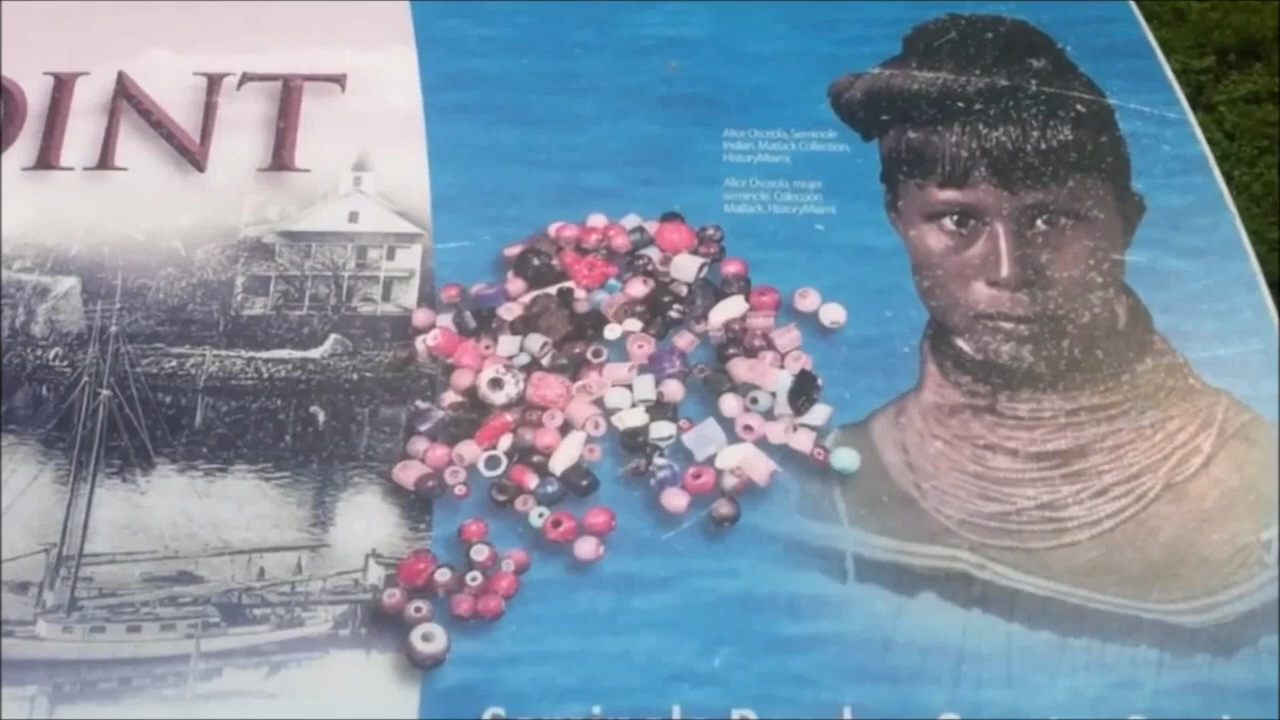 OINT
Alice Osceola, Seminole
Indian. Matlack Collection,
HistoryMiami.
Alice Osceola, mujer
seminole. Colección
Matlack, HistoryMiami.